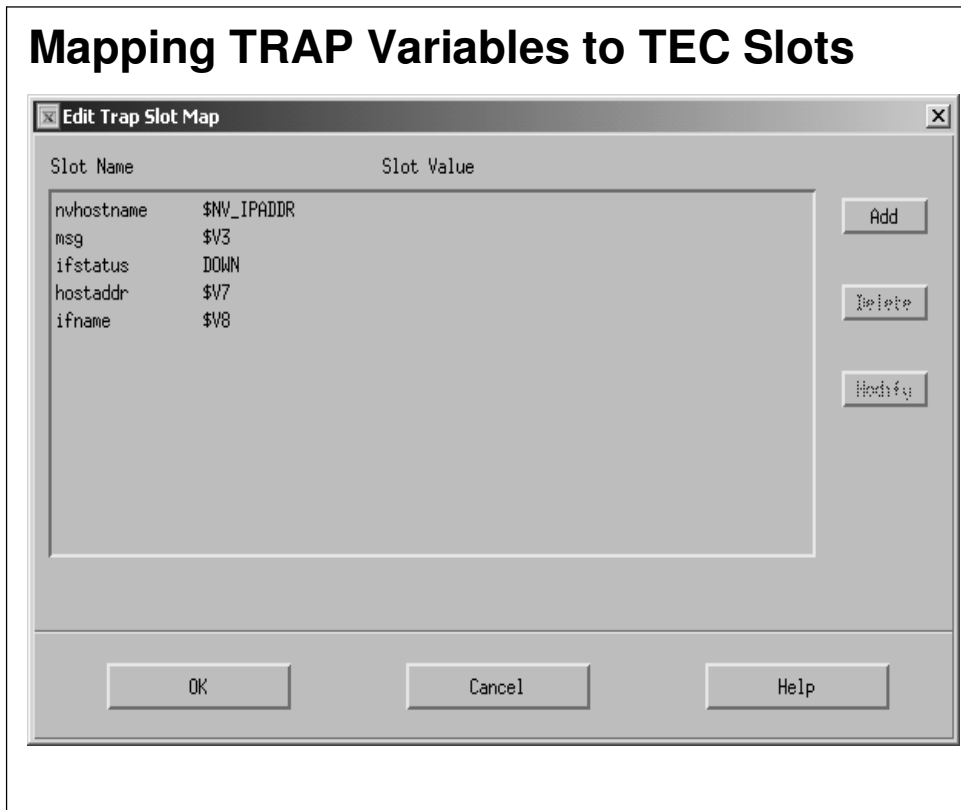 Mapping TRAP Variables to TEC Slots
Edit Trap Slot Map
Slot Name Slot Value
nvhostname $NV_IPADDR
msg $V3
ifstatus DOWN
hostaddr $V7
ifname $V8
Add
Delete
Modify
OK Cancel Help